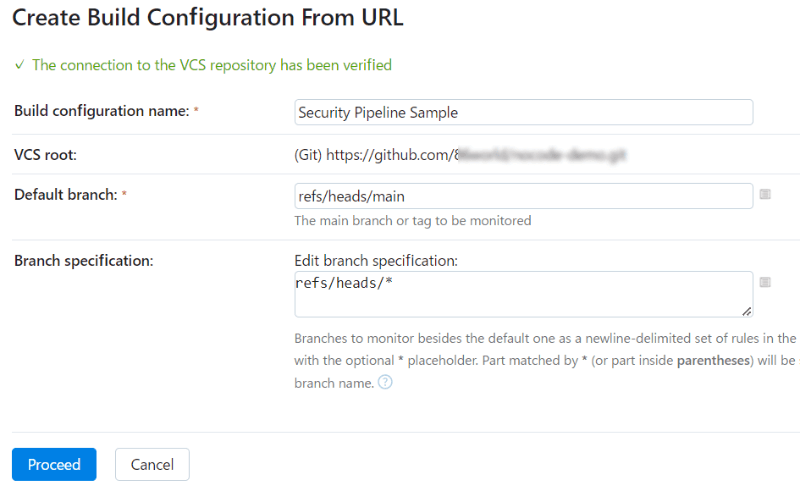 Create Build Configuration From URL
✓ The connection to the VCS repository has been verified
Build configuration name: * Security Pipeline Sample
VCS root: (Git) https://github.com/
Default branch: * refs/heads/main
The main branch or tag to be monitored
Branch specification: Edit branch specification:
refs/heads/*
Branches to monitor besides the default one as a newline-delimited set of rules in the
with the optional * placeholder. Part matched by * (or part inside parentheses) will be
branch name. ?
Proceed Cancel